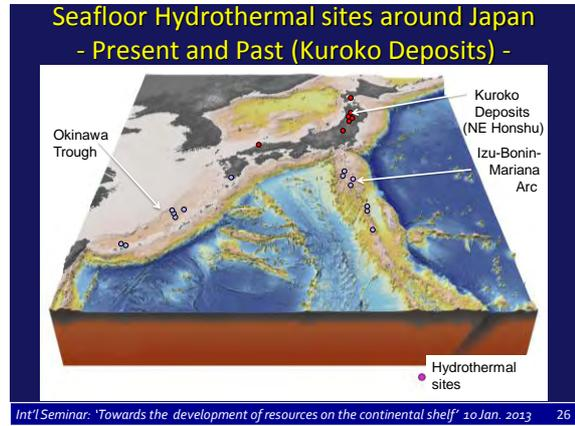 Seafloor Hydrothermal sites around Japan
- Present and Past (Kuroko Deposits) -
Kuroko
Deposits
(NE Honshu)
Okinawa
Trough
Izu-Bonin-
Mariana
Arc
Hydrothermal
sites
Int'l Seminar: 'Towards the development of resources on the continental shelf' 10 Jan. 2013 26